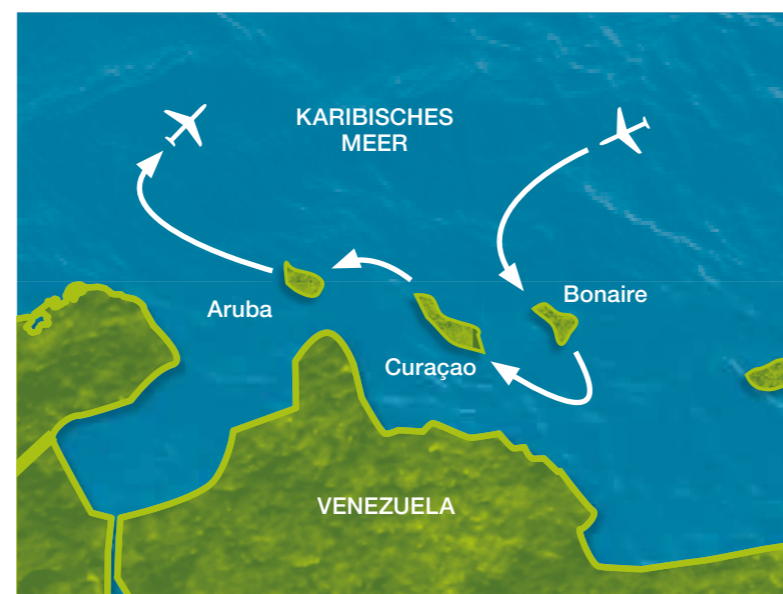 KARIBISCHES
MEER
Bonaire
Aruba
Curaçao
VENEZUELA